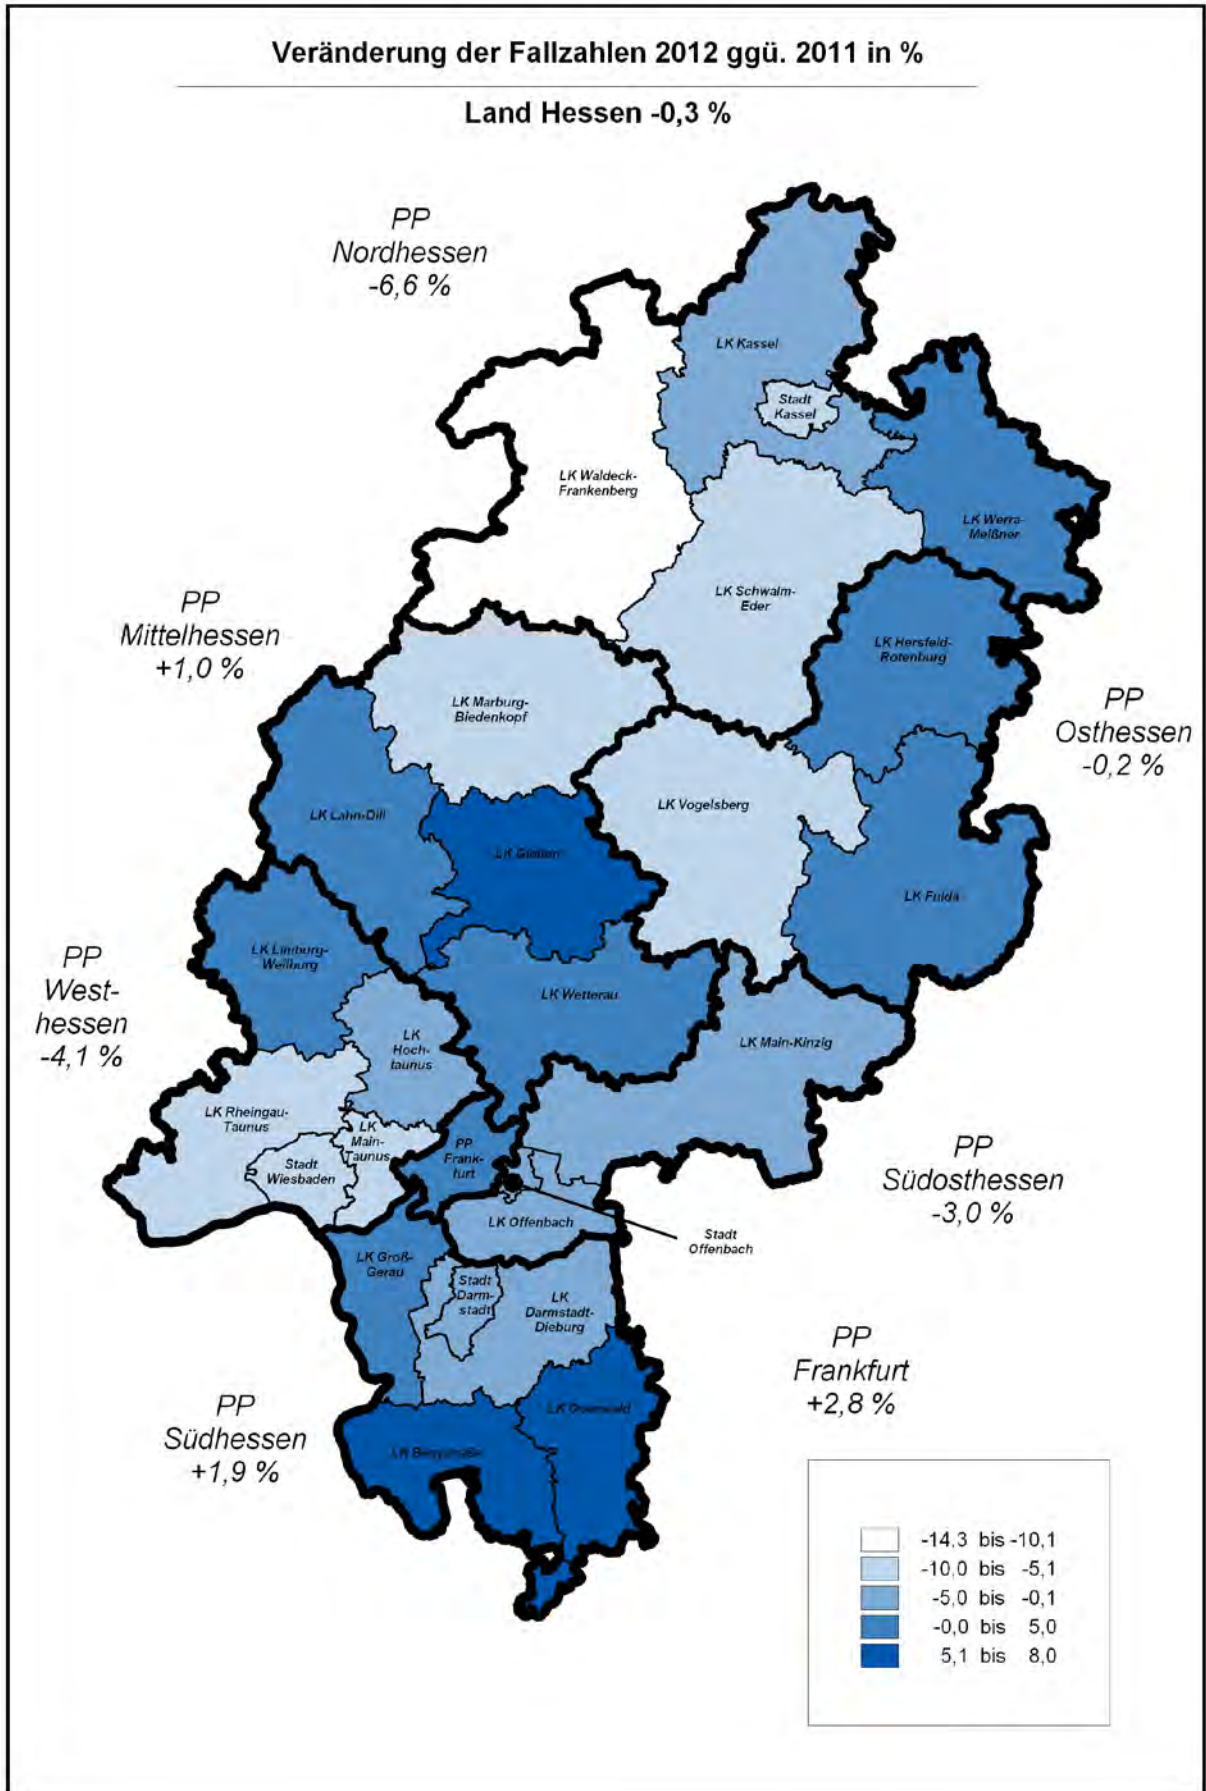 Veränderung der Fallzahlen 2012 ggü. 2011 in %
Land Hessen -0,3 %
PP
Nordhessen
-6,6 %
LK Kassel
Stadt
Kassel
LK Waldeck-
Frankenberg
LK Werra-
Meißner
LK Schwalm-
Eder
PP
Mittelhessen
+1,0 %
LK Hersfeld-
Rotenburg
LK Marburg-
Biedenkopf
PP
Osthessen
-0,2 %
LK Vogelsberg
LK Lahn-Dill
LK Gießen
LK Fulda
LK Limburg-
Weilburg
PP
West-
hessen
-4,1 %
LK Wetterau
LK
Hoch-
taunus
LK Main-Kinzig
LK Rheingau-
Taunus
LK
Main-
Taunus
PP
Frank-
furt
Stadt
Wiesbaden
PP
Südosthessen
-3,0 %
LK Offenbach
Stadt
Offenbach
LK Groß-
Gerau
Stadt
Darm-
stadt
LK
Darmstadt-
Dieburg
PP
Frankfurt
+2,8 %
PP
Südhessen
+1,9 %
LK Odenwald
LK Bergstraße
-14,3 bis -10,1
-10,0 bis -5,1
-5,0 bis -0,1
-0,0 bis 5,0
5,1 bis 8,0